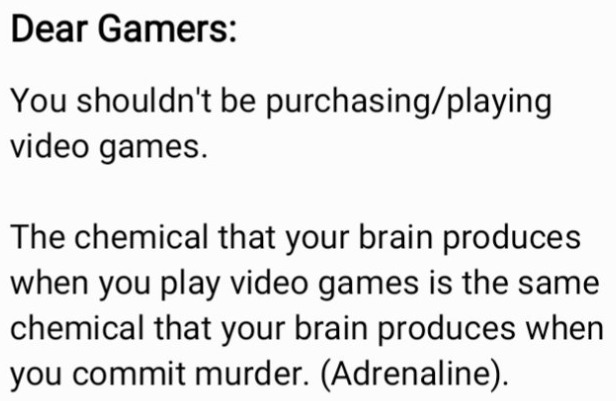 Dear Gamers:
You shouldn't be purchasing/playing
video games.
The chemical that your brain produces
when you play video games is the same
chemical that your brain produces when
you commit murder. (Adrenaline).